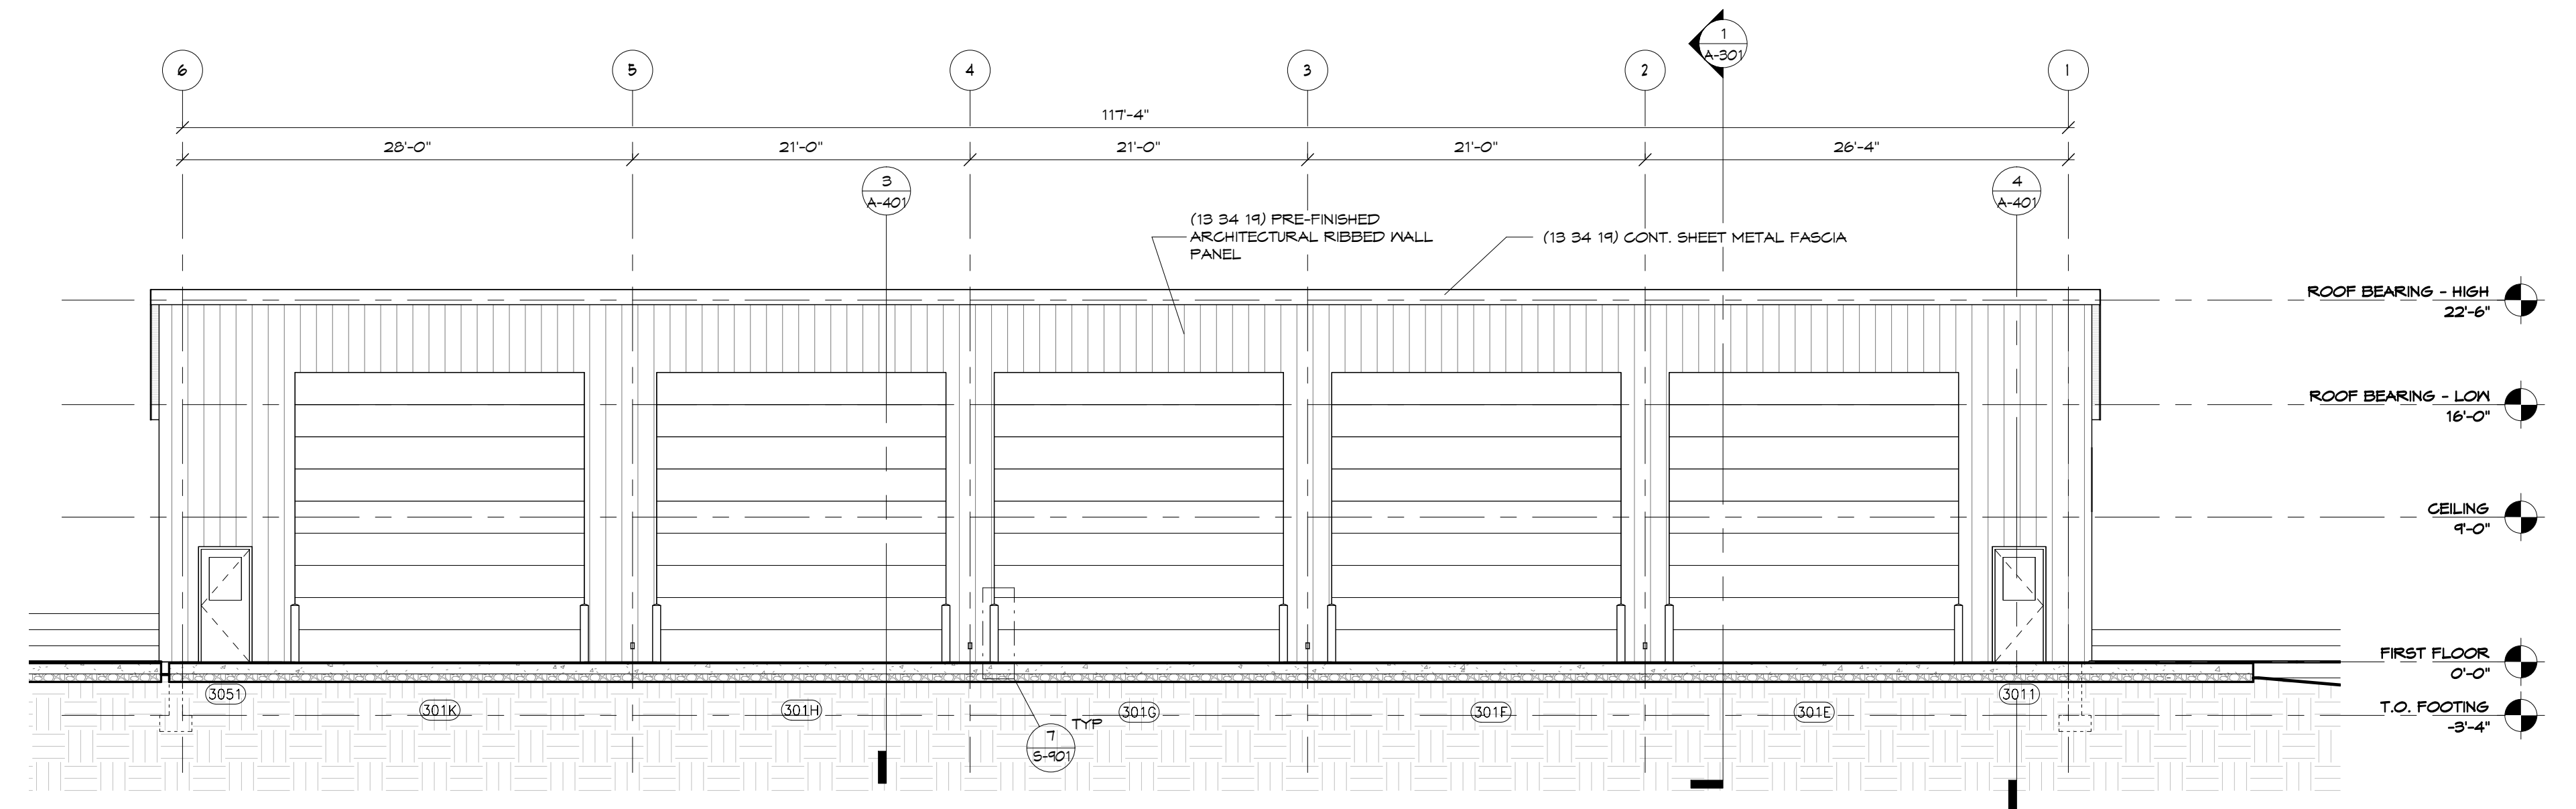 1
A-301
6
5
4
3
2
1
117'-4"
28'-0"
21'-0"
21'-0"
21'-0"
26'-4"
3
A-401
4
A-401
(13 34 19) PRE-FINISHED
ARCHITECTURAL RIBBED WALL
PANEL
(13 34 19) CONT. SHEET METAL FASCIA
ROOF BEARING - HIGH
22'-6"
ROOF BEARING - LOW
16'-0"
CEILING
9'-0"
FIRST FLOOR
0'-0"
T.O. FOOTING
-3'-4"
3051
301K
301H
301G
301F
301E
3011
TYP
7
S-901